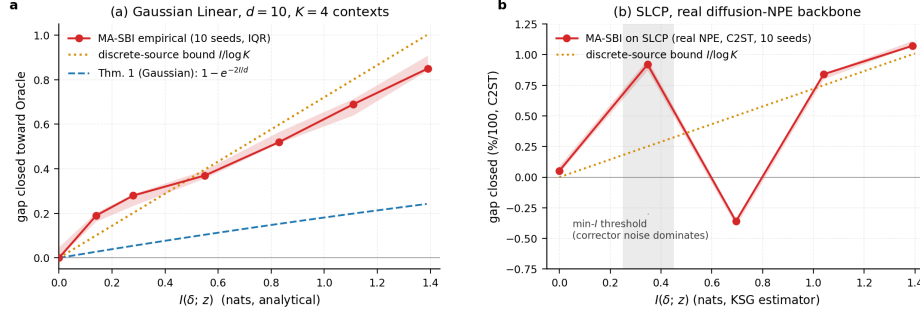 a
(a) Gaussian Linear, d = 10, K = 4 contexts
MA-SBI empirical (10 seeds, IQR)
discrete-source bound I/log K
Thm. 1 (Gaussian): 1 − e^{−2I/d}
gap closed toward Oracle
1.0
0.8
0.6
0.4
0.2
0.0
0.0 0.2 0.4 0.6 0.8 1.0 1.2 1.4
I(δ; z) (nats, analytical)
b
(b) SLCP, real diffusion-NPE backbone
MA-SBI on SLCP (real NPE, C2ST, 10 seeds)
discrete-source bound I/log K
gap closed (%/100, C2ST)
1.25
1.00
0.75
0.50
0.25
0.00
−0.25
−0.50
−0.75
min-I threshold
(corrector noise dominates)
0.0 0.2 0.4 0.6 0.8 1.0 1.2 1.4
I(δ; z) (nats, KSG estimator)